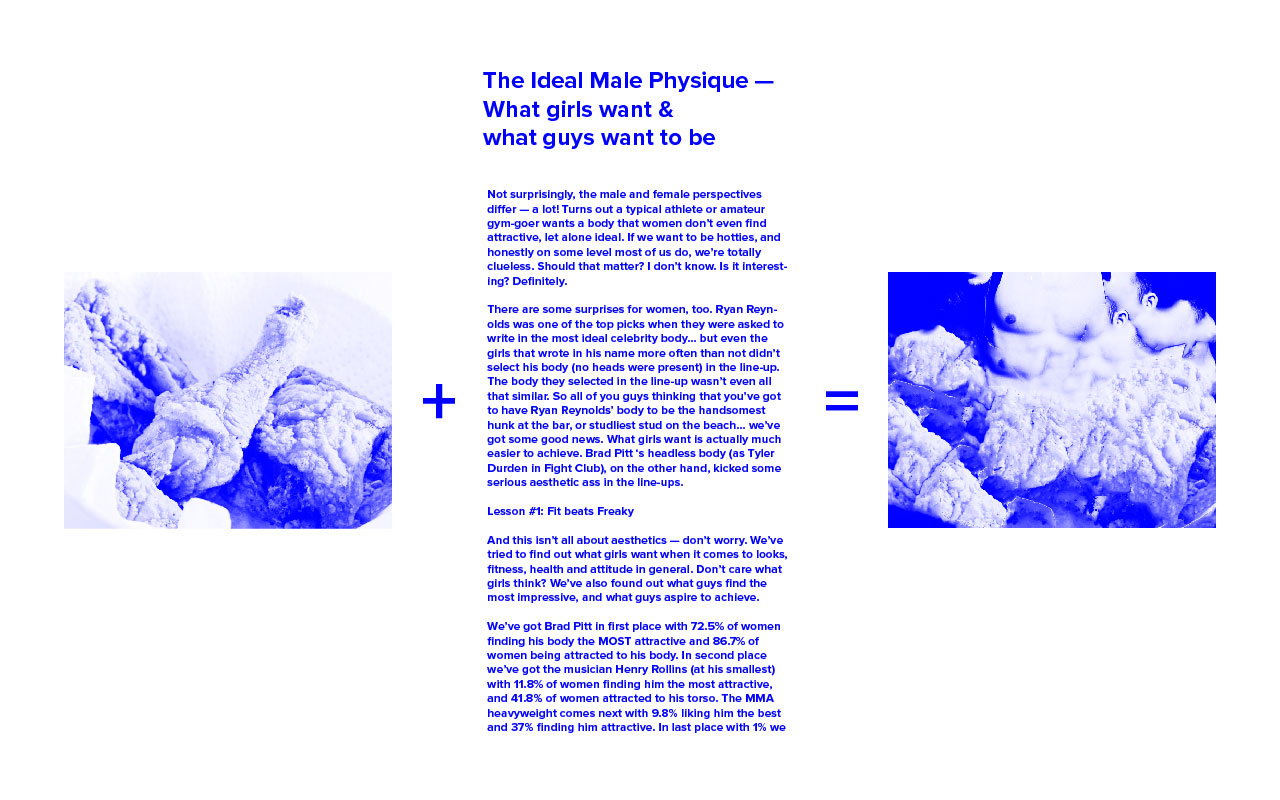 The Ideal Male Physique —
What girls want &
what guys want to be
Not surprisingly, the male and female perspectives
differ — a lot! Turns out a typical athlete or amateur
gym-goer wants a body that women don't even find
attractive, let alone ideal. If we want to be hotties, and
honestly on some level most of us do, we're totally
clueless. Should that matter? I don't know. Is it interest-
ing? Definitely.
There are some surprises for women, too. Ryan Reyn-
olds was one of the top picks when they were asked to
write in the most ideal celebrity body... but even the
girls that wrote in his name more often than not didn't
select his body (no heads were present) in the line-up.
The body they selected in the line-up wasn't even all
that similar. So all of you guys thinking that you've got
to have Ryan Reynolds' body to be the handsomest
hunk at the bar, or studliest stud on the beach... we've
got some good news. What girls want is actually much
easier to achieve. Brad Pitt 's headless body (as Tyler
Durden in Fight Club), on the other hand, kicked some
serious aesthetic ass in the line-ups.
Lesson #1: Fit beats Freaky
And this isn't all about aesthetics — don't worry. We've
tried to find out what girls want when it comes to looks,
fitness, health and attitude in general. Don't care what
girls think? We've also found out what guys find the
most impressive, and what guys aspire to achieve.
We've got Brad Pitt in first place with 72.5% of women
finding his body the MOST attractive and 86.7% of
women being attracted to his body. In second place
we've got the musician Henry Rollins (at his smallest)
with 11.8% of women finding him the most attractive,
and 41.8% of women attracted to his torso. The MMA
heavyweight comes next with 9.8% liking him the best
and 37% finding him attractive. In last place with 1% we
+
=